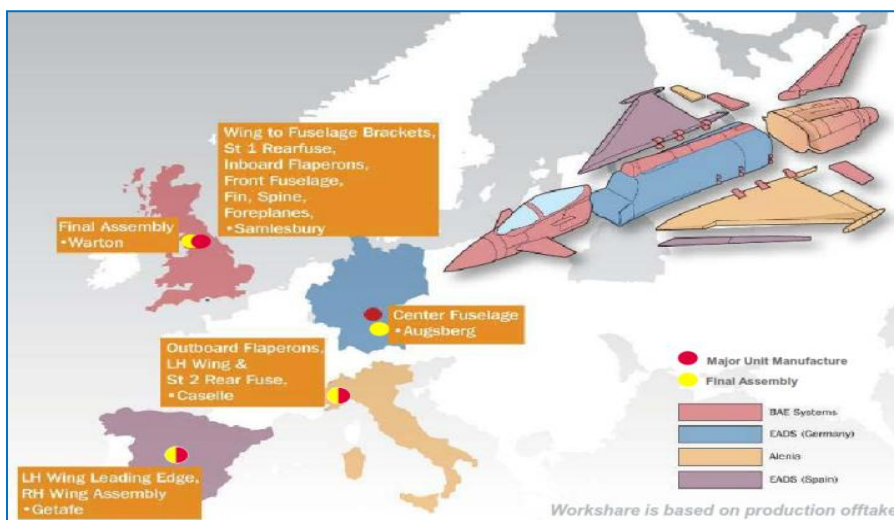 Wing to Fuselage Brackets,
St 1 Rearfuse,
Inboard Flaperons,
Front Fuselage,
Fin, Spine,
Foreplanes,
•Samlesbury
Final Assembly
•Warton
Center Fuselage
•Augsberg
Outboard Flaperons,
LH Wing &
St 2 Rear Fuse,
•Caselle
LH Wing Leading Edge,
RH Wing Assembly
•Getafe
Major Unit Manufacture
Final Assembly
BAE Systems
EADS (Germany)
Alenia
EADS (Spain)
Workshare is based on production offtake